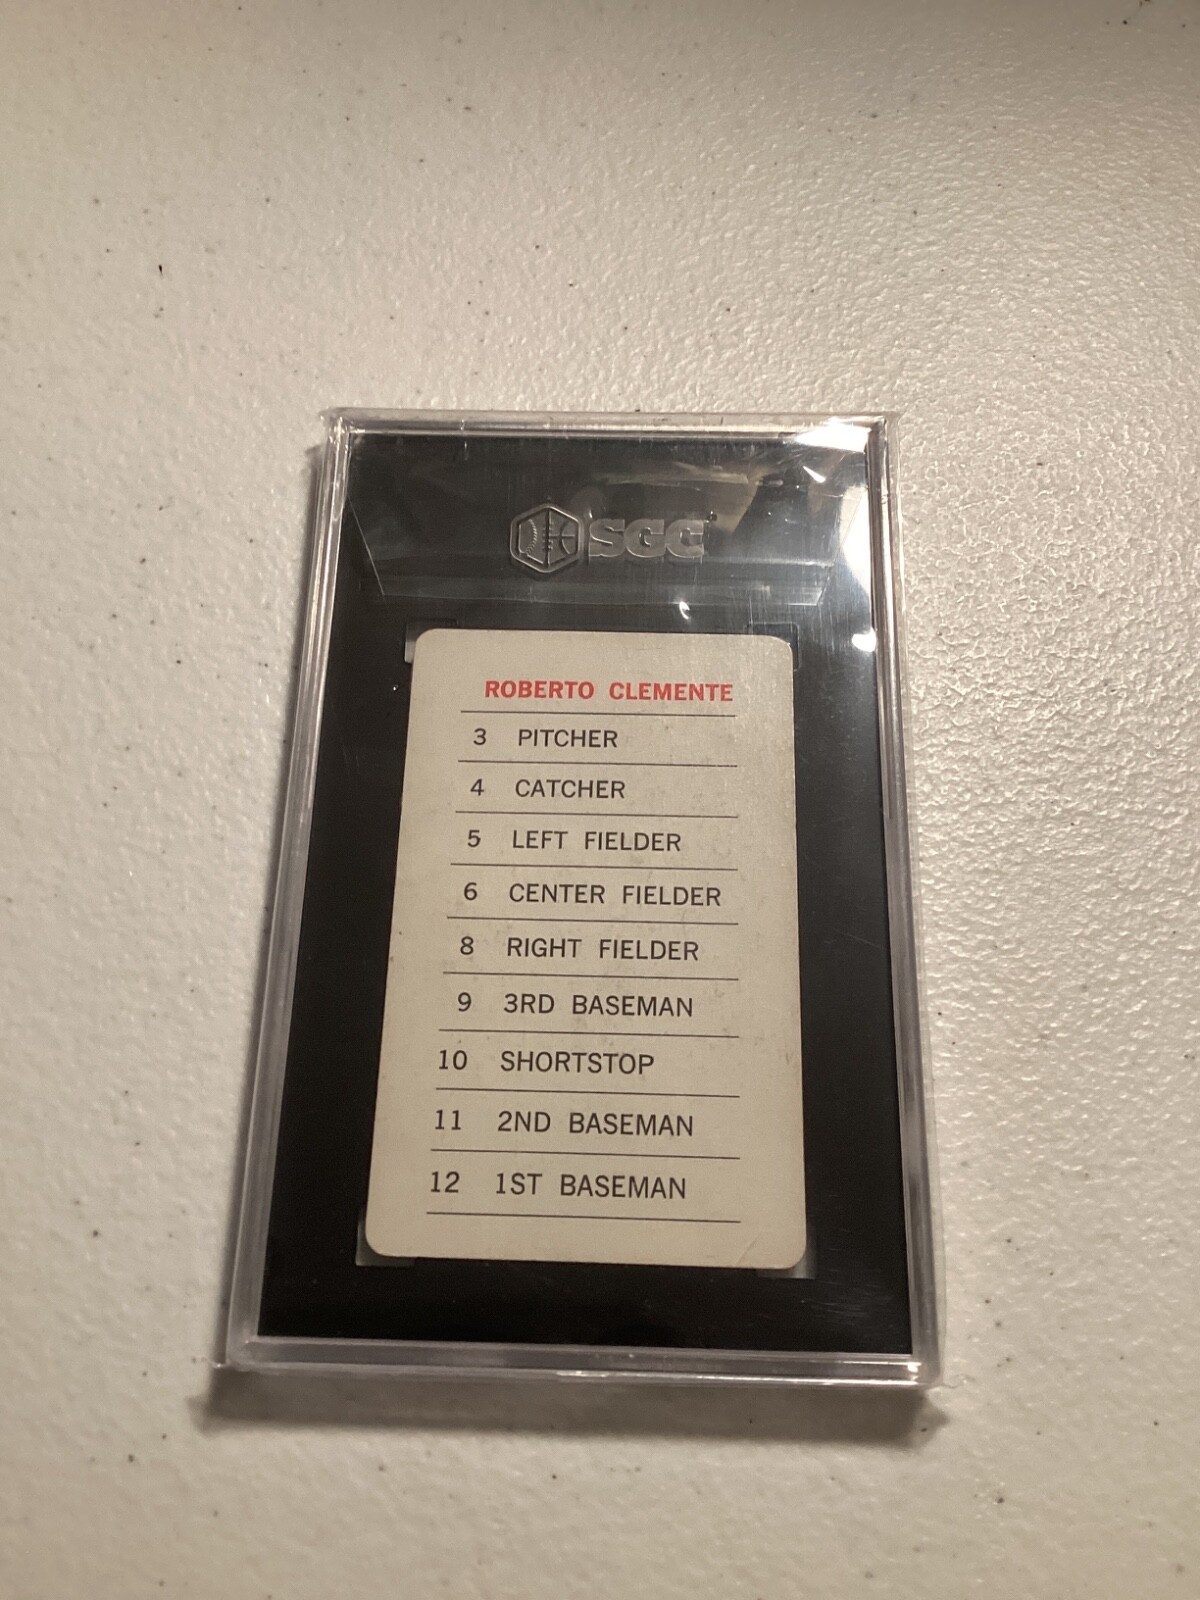 SGC
ROBERTO CLEMENTE
3 PITCHER
4 CATCHER
5 LEFT FIELDER
6 CENTER FIELDER
8 RIGHT FIELDER
9 3RD BASEMAN
10 SHORTSTOP
11 2ND BASEMAN
12 1ST BASEMAN